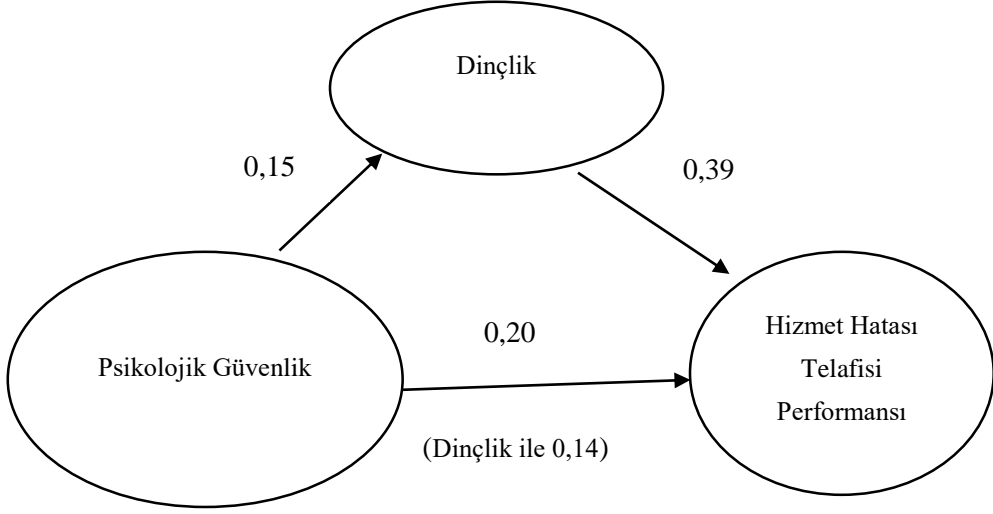 Dinçlik
0,15
0,39
Psikolojik Güvenlik
0,20
(Dinçlik ile 0,14)
Hizmet Hatası
Telafisi
Performansı